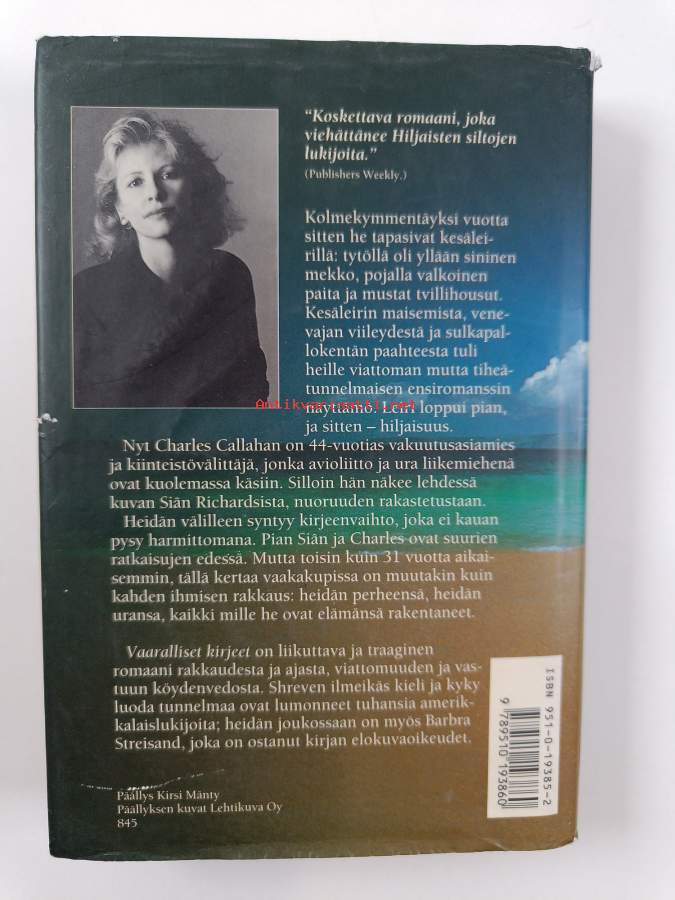 "Koskettava romaani, joka
viehättänee Hiljaisten siltojen
lukijoita."
(Publishers Weekly.)
Kolmekymmentäyksi vuotta
sitten he tapasivat kesälei-
rillä: tytöllä oli yllään sininen
mekko, pojalla valkoinen
paita ja mustat tvillihousut.
Kesäleirin maisemista, vene-
vajan viileydestä ja sulkapal-
lokentän paahteesta tuli
heille viattoman mutta tiheä-
tunnelmaisen ensiromanssin
Antikvariaatti.net
näyttämö. Leiri loppui pian,
ja sitten – hiljaisuus.
Nyt Charles Callahan on 44-vuotias vakuutusasiamies
ja kiinteistövälittäjä, jonka avioliitto ja ura liikemiehenä
ovat kuolemassa käsiin. Silloin hän näkee lehdessä
kuvan Siân Richardsista, nuoruuden rakastetustaan.
Heidän välilleen syntyy kirjeenvaihto, joka ei kauan
pysy harmittomana. Pian Siân ja Charles ovat suurien
ratkaisujen edessä. Mutta toisin kuin 31 vuotta aikai-
semmin, tällä kertaa vaakakupissa on muutakin kuin
kahden ihmisen rakkaus: heidän perheensä, heidän
uransa, kaikki mille he ovat elämänsä rakentaneet.
Vaaralliset kirjeet on liikuttava ja traaginen
romaani rakkaudesta ja ajasta, viattomuuden ja vas-
tuun köydenvedosta. Shreven ilmeikäs kieli ja kyky
luoda tunnelmaa ovat lumonneet tuhansia amerik-
kalaislukijoita; heidän joukossaan on myös Barbra
Streisand, joka on ostanut kirjan elokuvaoikeudet.
ISBN 951-0-19385-2
9 789510 193860
Päällys Kirsi Mänty
Päällyksen kuvat Lehtikuva Oy
845